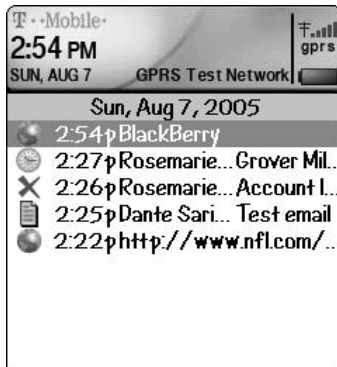 T··Mobile·
2:54 PM
gprs
SUN, AUG 7 GPRS Test Network
Sun, Aug 7, 2005
2:54p BlackBerry
2:27p Rosemarie... Grover Mil..
2:26p Rosemarie... Account I...
2:25p Dante Sari... Test email
2:22p http://www.nfl.com/..